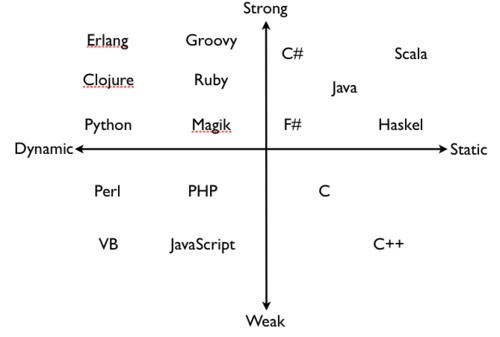 Strong
Erlang Groovy C# Scala
Clojure Ruby Java
Python Magik F# Haskel
Dynamic Static
Perl PHP C
VB JavaScript C++
Weak